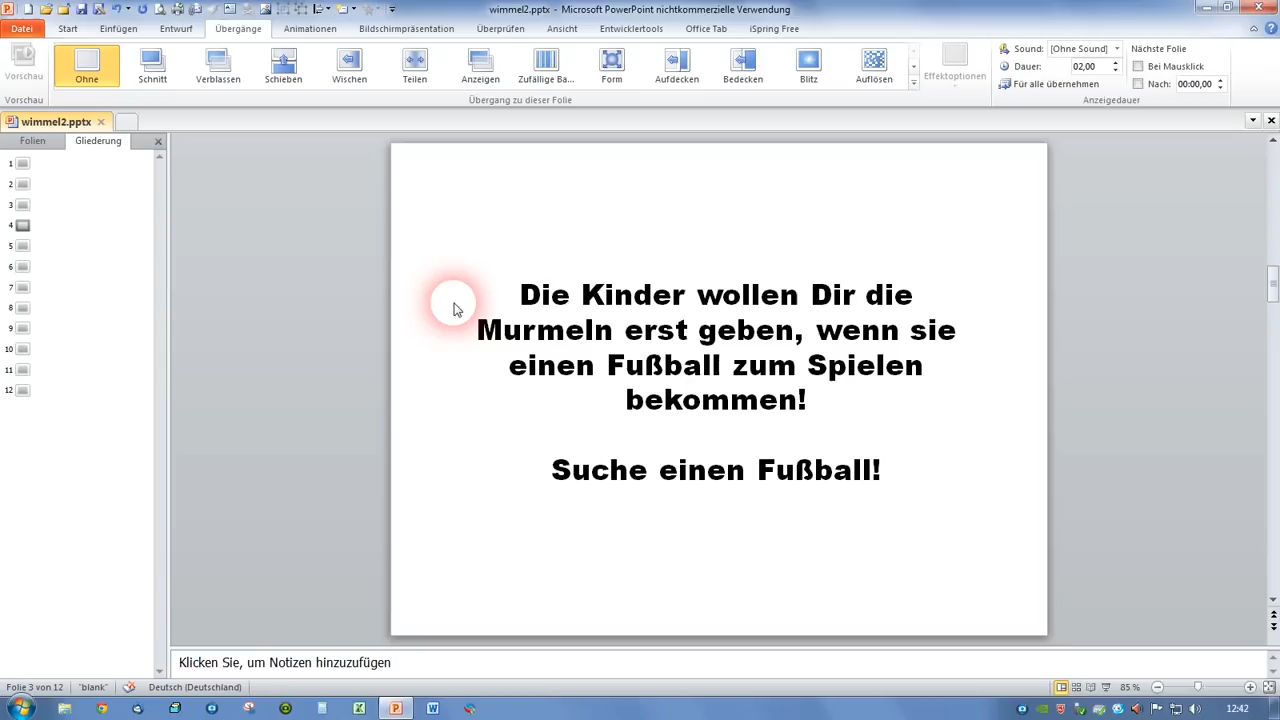 wimmel2.pptx - Microsoft PowerPoint nichtkommerzielle Verwendung
Datei Start Einfügen Entwurf Übergänge Animationen Bildschirmpräsentation Überprüfen Ansicht Entwicklertools Office Tab iSpring Free
Vorschau Ohne Schnitt Verblassen Schieben Wischen Teilen Anzeigen Zufällige Ba... Form Aufdecken Bedecken Blitz Auflösen Effektoptionen
Sound: [Ohne Sound] Nächste Folie
Dauer: 02,00 Bei Mausklick
Für alle übernehmen Nach: 00:00,00
Vorschau Übergang zu dieser Folie Anzeigedauer
wimmel2.pptx
Folien Gliederung
1
2
3
4
5
6
7
8
9
10
11
12
Die Kinder wollen Dir die
Murmeln erst geben, wenn sie
einen Fußball zum Spielen
bekommen!
Suche einen Fußball!
Klicken Sie, um Notizen hinzuzufügen
Folie 3 von 12 "blank" Deutsch (Deutschland) 85 %
12:42